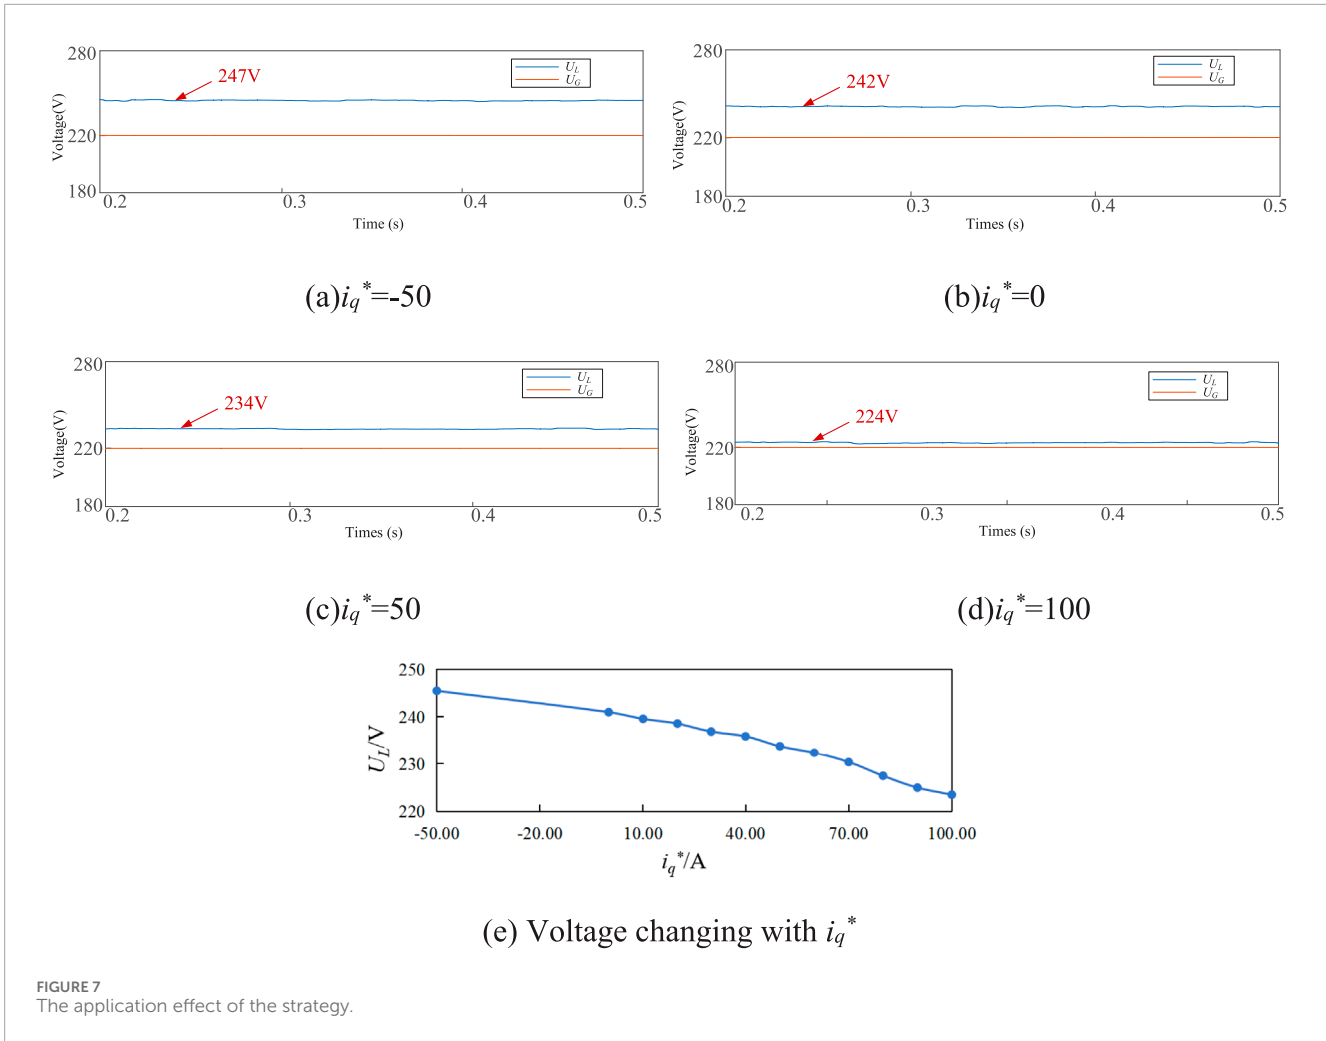 280
247V
U_L
U_G
Voltage(V)
220
180
0.2
0.3
0.4
0.5
Time (s)
(a)i_q*=-50
280
242V
U_L
U_G
Voltage(V)
220
180
0.2
0.3
0.4
0.5
Times (s)
(b)i_q*=0
280
234V
U_L
U_G
Voltage(V)
220
180
0.2
0.3
0.4
0.5
Times (s)
(c)i_q*=50
280
224V
U_L
U_G
Voltage(V)
220
180
0.2
0.3
0.4
0.5
Times (s)
(d)i_q*=100
250
240
230
220
U_L/V
-50.00
-20.00
10.00
40.00
70.00
100.00
i_q*/A
(e) Voltage changing with i_q*
FIGURE 7
The application effect of the strategy.